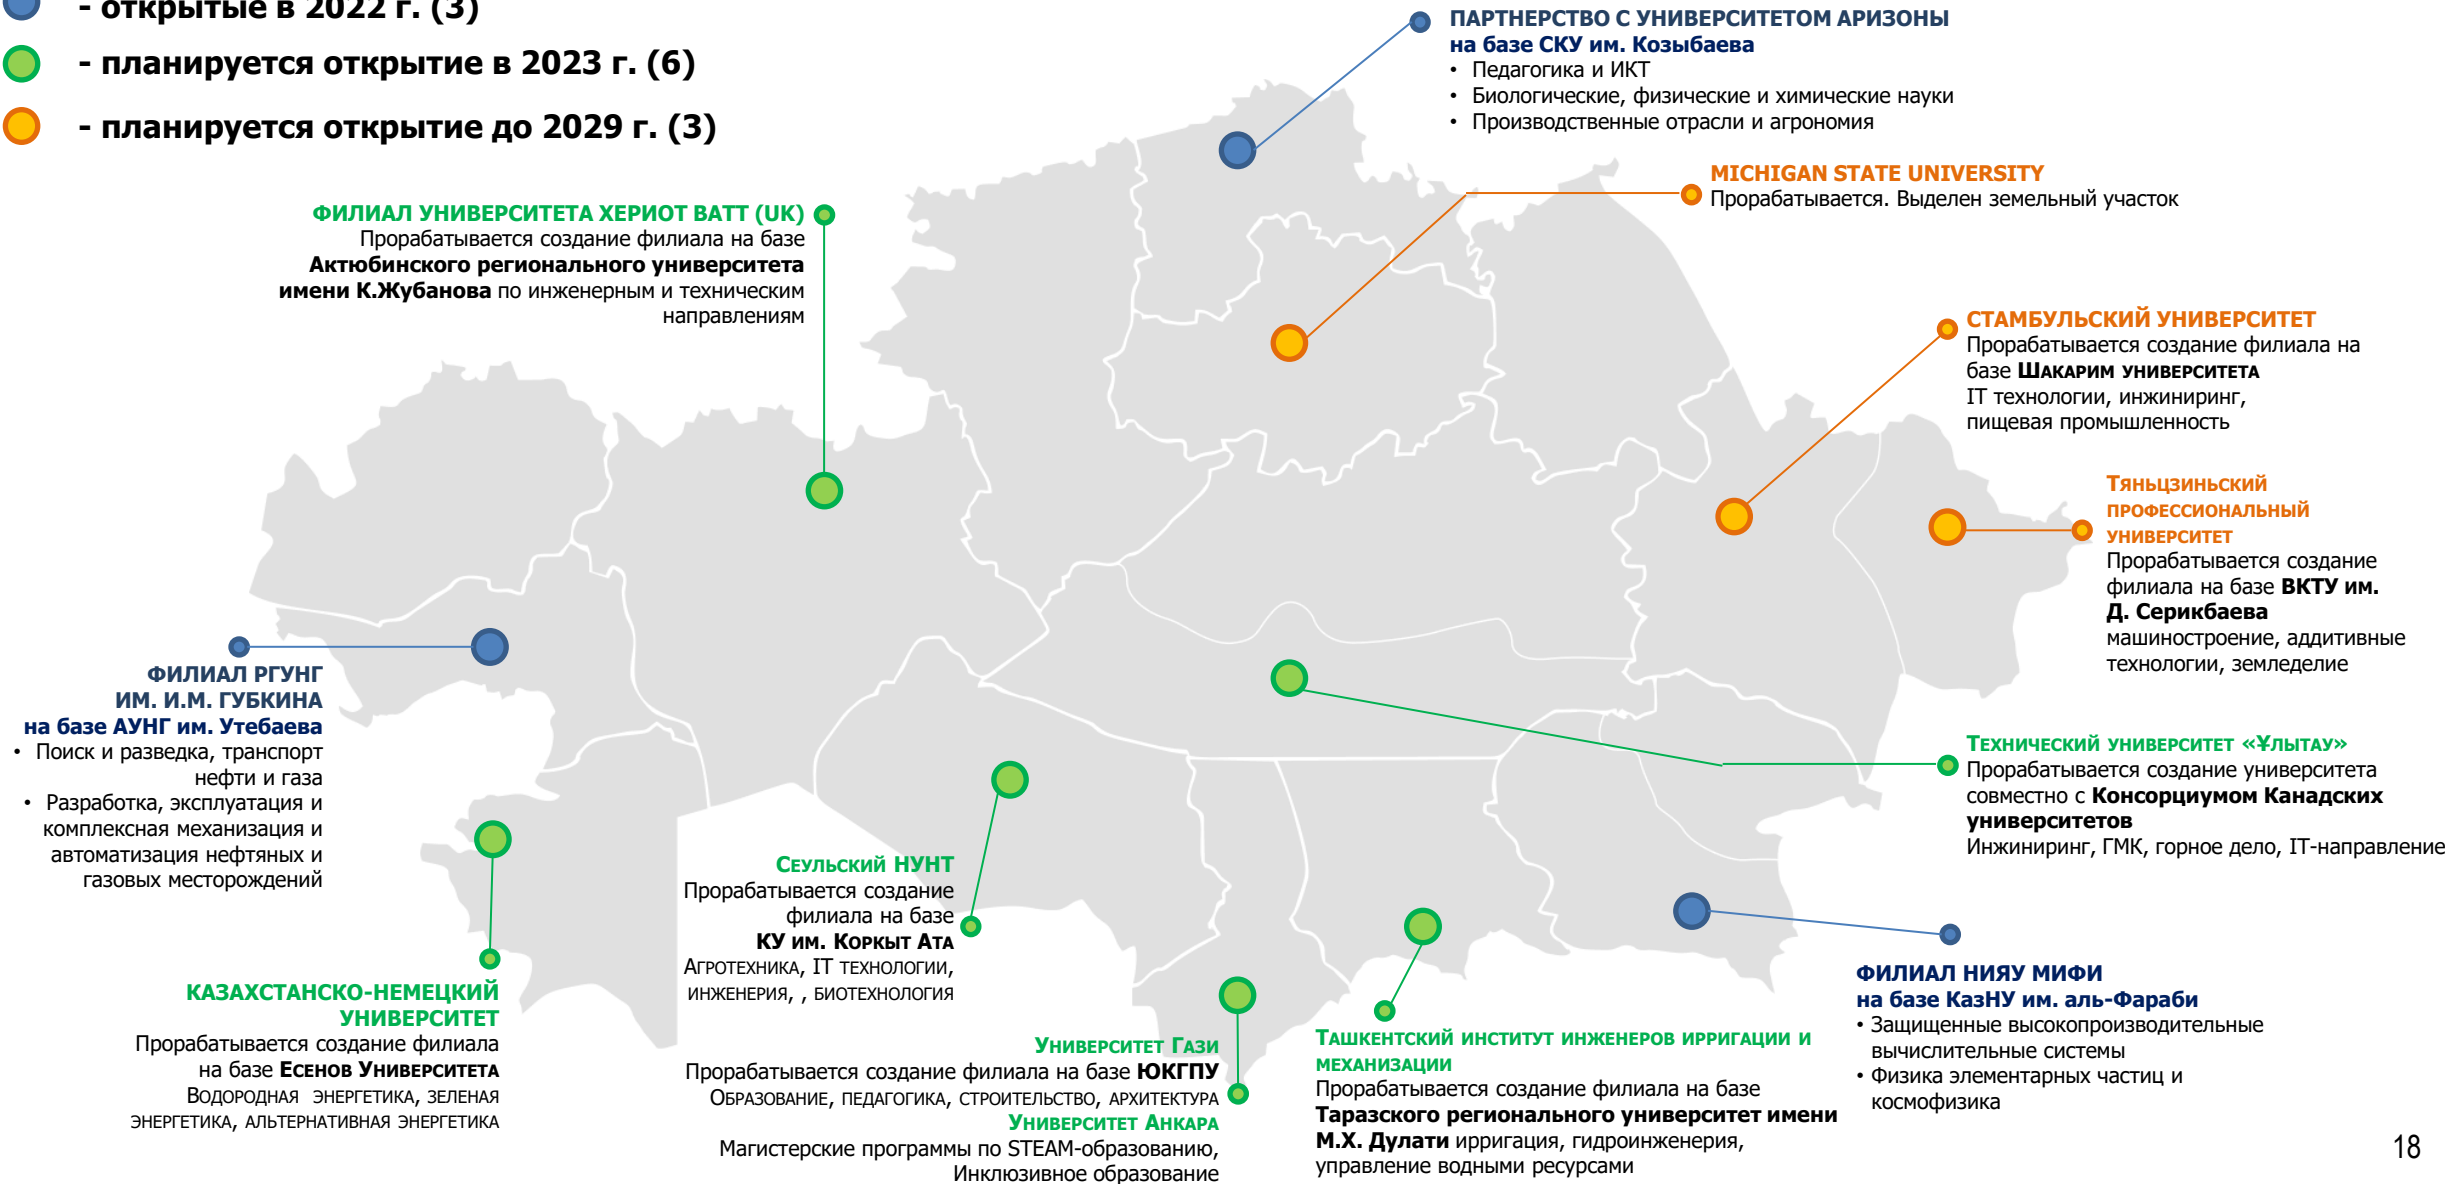 - открытые в 2022 г. (3)
- планируется открытие в 2023 г. (6)
- планируется открытие до 2029 г. (3)
ПАРТНЕРСТВО С УНИВЕРСИТЕТОМ АРИЗОНЫ
на базе СКУ им. Козыбаева
• Педагогика и ИКТ
• Биологические, физические и химические науки
• Производственные отрасли и агрономия
MICHIGAN STATE UNIVERSITY
Прорабатывается. Выделен земельный участок
ФИЛИАЛ УНИВЕРСИТЕТА ХЕРИОТ ВАТТ (UK)
Прорабатывается создание филиала на базе
Актюбинского регионального университета
имени К.Жубанова по инженерным и техническим
направлениям
СТАМБУЛЬСКИЙ УНИВЕРСИТЕТ
Прорабатывается создание филиала на
базе ШАКАРИМ УНИВЕРСИТЕТА
IT технологии, инжиниринг,
пищевая промышленность
ТЯНЬЦЗИНЬСКИЙ
ПРОФЕССИОНАЛЬНЫЙ
УНИВЕРСИТЕТ
Прорабатывается создание
филиала на базе ВКТУ им.
Д. Серикбаева
машиностроение, аддитивные
технологии, земледелие
ФИЛИАЛ РГУНГ
ИМ. И.М. ГУБКИНА
на базе АУНГ им. Утебаева
• Поиск и разведка, транспорт
нефти и газа
• Разработка, эксплуатация и
комплексная механизация и
автоматизация нефтяных и
газовых месторождений
ТЕХНИЧЕСКИЙ УНИВЕРСИТЕТ «ҰЛЫТАУ»
Прорабатывается создание университета
совместно с Консорциумом Канадских
университетов
Инжиниринг, ГМК, горное дело, IT-направление
СЕУЛЬСКИЙ НУНТ
Прорабатывается создание
филиала на базе
КУ ИМ. КОРКЫТ АТА
АГРОТЕХНИКА, IT ТЕХНОЛОГИИ,
ИНЖЕНЕРИЯ, , БИОТЕХНОЛОГИЯ
КАЗАХСТАНСКО-НЕМЕЦКИЙ
УНИВЕРСИТЕТ
Прорабатывается создание филиала
на базе ЕСЕНОВ УНИВЕРСИТЕТА
ВОДОРОДНАЯ ЭНЕРГЕТИКА, ЗЕЛЕНАЯ
ЭНЕРГЕТИКА, АЛЬТЕРНАТИВНАЯ ЭНЕРГЕТИКА
УНИВЕРСИТЕТ ГАЗИ
Прорабатывается создание филиала на базе ЮКГПУ
ОБРАЗОВАНИЕ, ПЕДАГОГИКА, СТРОИТЕЛЬСТВО, АРХИТЕКТУРА
УНИВЕРСИТЕТ АНКАРА
Магистерские программы по STEAM-образованию,
Инклюзивное образование
ТАШКЕНТСКИЙ ИНСТИТУТ ИНЖЕНЕРОВ ИРРИГАЦИИ И
МЕХАНИЗАЦИИ
Прорабатывается создание филиала на базе
Таразского регионального университет имени
М.Х. Дулати ирригация, гидроинженерия,
управление водными ресурсами
ФИЛИАЛ НИЯУ МИФИ
на базе КазНУ им. аль-Фараби
• Защищенные высокопроизводительные
вычислительные системы
• Физика элементарных частиц и
космофизика
18